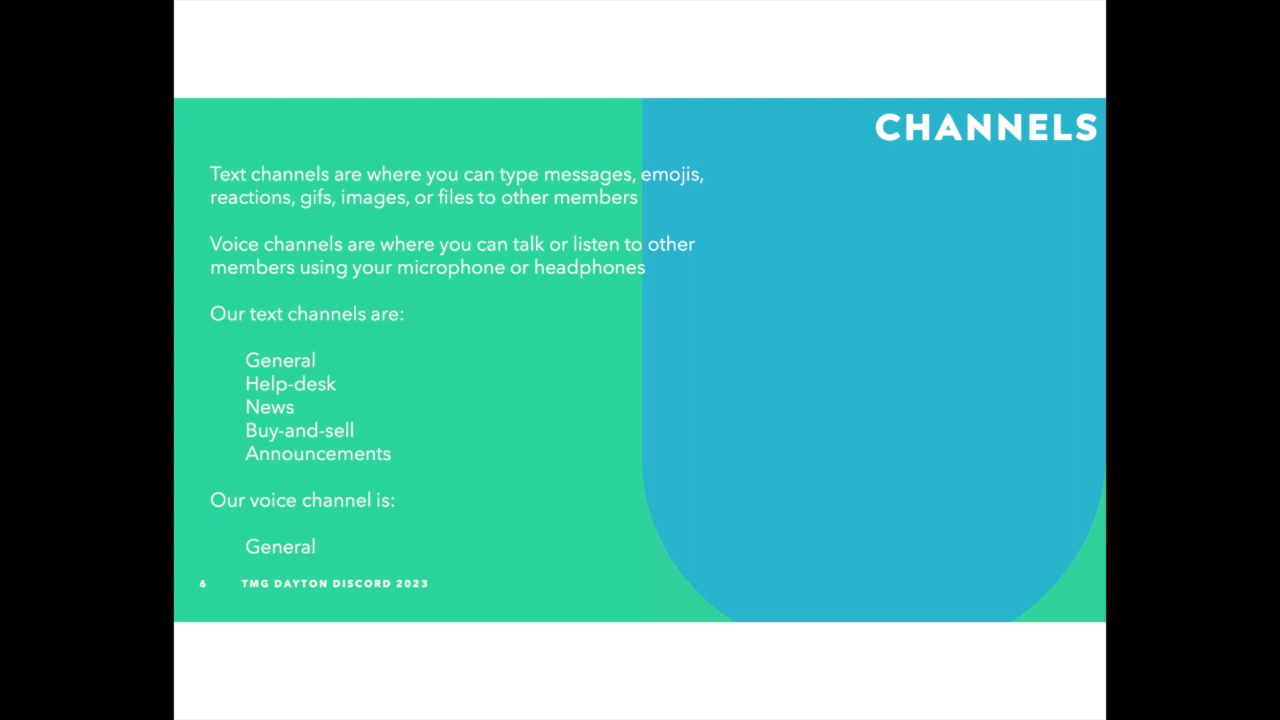 CHANNELS
Text channels are where you can type messages, emojis,
reactions, gifs, images, or files to other members
Voice channels are where you can talk or listen to other
members using your microphone or headphones
Our text channels are:
General
Help-desk
News
Buy-and-sell
Announcements
Our voice channel is:
General
6 TMG DAYTON DISCORD 2023